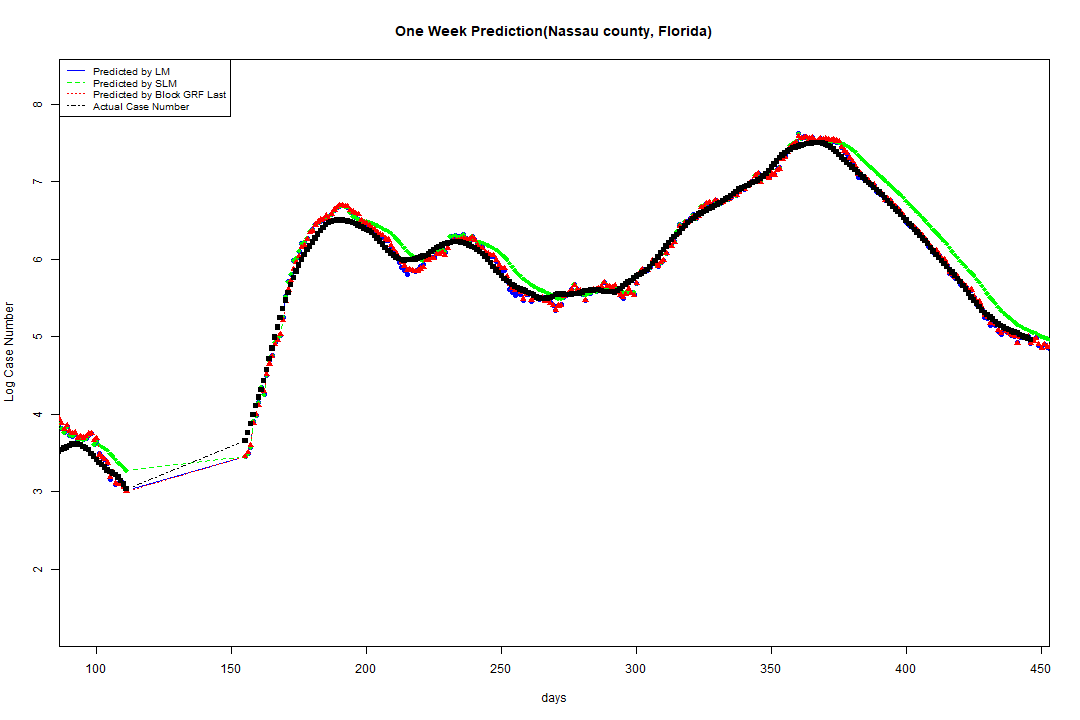 One Week Prediction(Nassau county, Florida)
Predicted by LM
Predicted by SLM
Predicted by Block GRF Last
Actual Case Number
Log Case Number
8
7
6
5
4
3
2
100 150 200 250 300 350 400 450
days